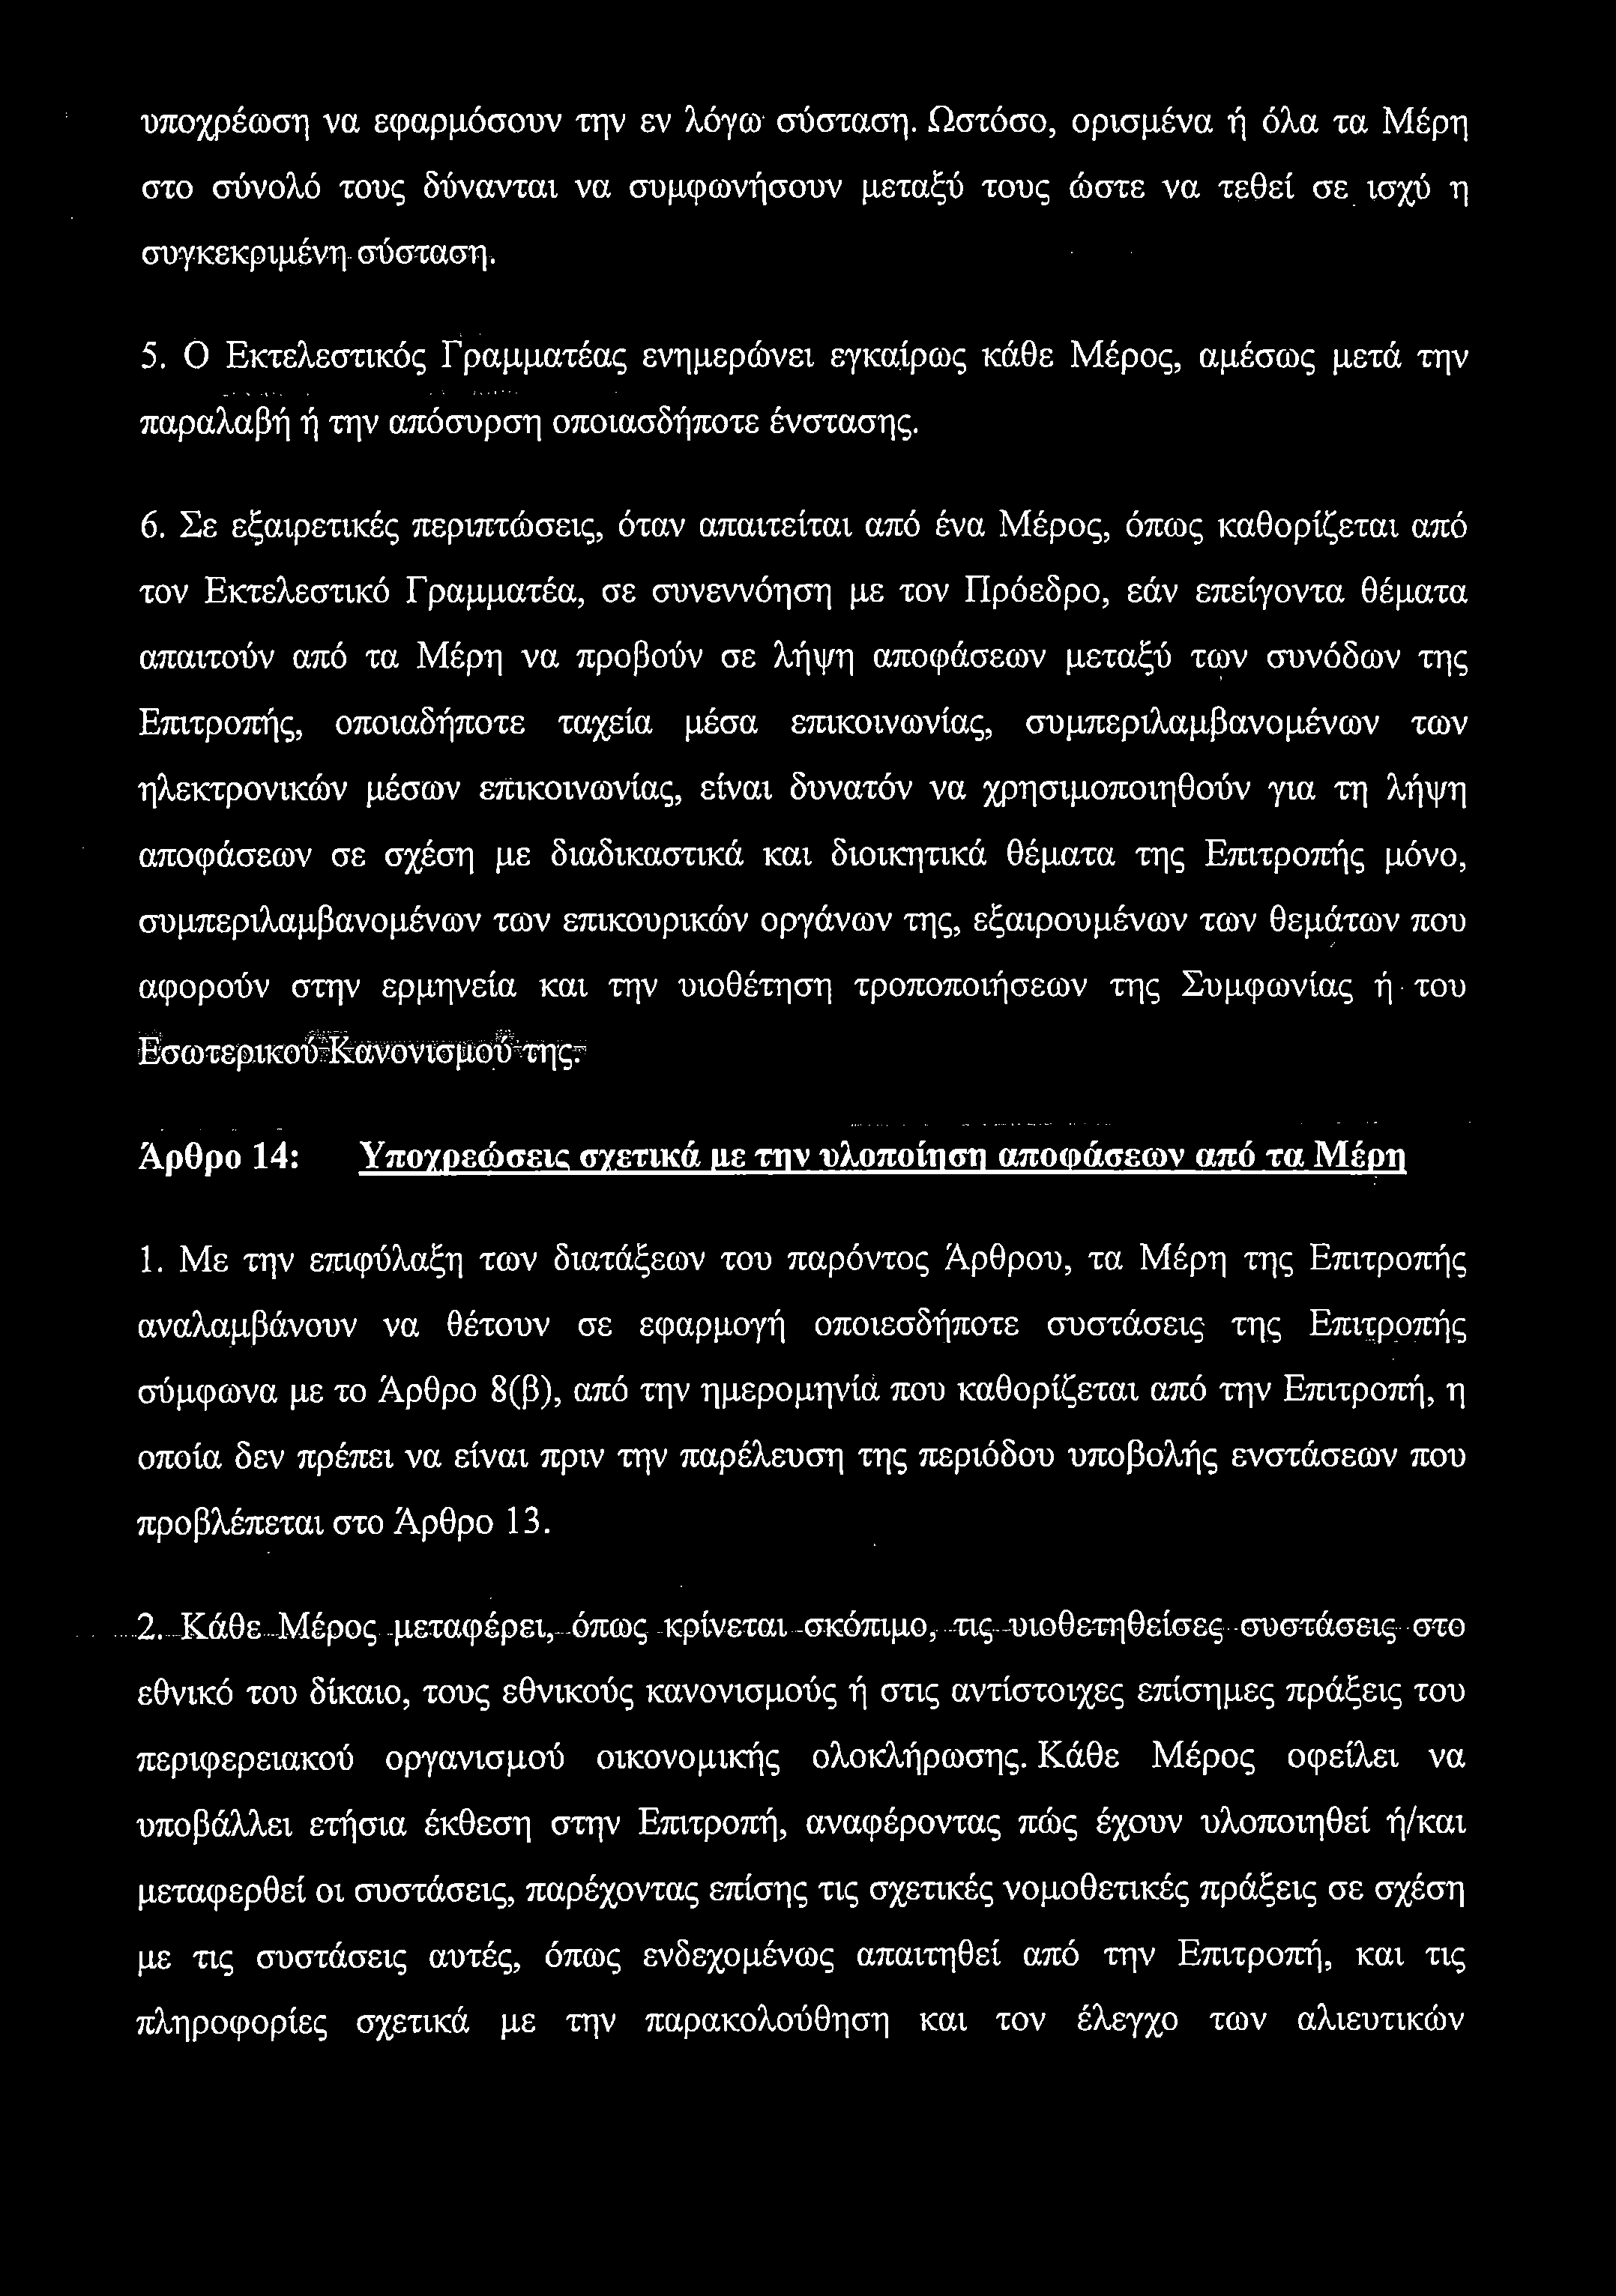 υποχρέωση να εφαρμόσουν την εν λόγω σύσταση. Ωστόσο, ορισμένα ή όλα τα Μέρη
στο σύνολό τους δύνανται να συμφωνήσουν μεταξύ τους ώστε να τεθεί σε ισχύ η
συγκεκριμένη σύσταση.
5. Ο Εκτελεστικός Γραμματέας ενημερώνει εγκαίρως κάθε Μέρος, αμέσως μετά την
παραλαβή ή την απόσυρση οποιασδήποτε ένστασης.
6. Σε εξαιρετικές περιπτώσεις, όταν απαιτείται από ένα Μέρος, όπως καθορίζεται από
τον Εκτελεστικό Γραμματέα, σε συνεννόηση με τον Πρόεδρο, εάν επείγοντα θέματα
απαιτούν από τα Μέρη να προβούν σε λήψη αποφάσεων μεταξύ των συνόδων της
Επιτροπής, οποιαδήποτε ταχεία μέσα επικοινωνίας, συμπεριλαμβανομένων των
ηλεκτρονικών μέσων επικοινωνίας, είναι δυνατόν να χρησιμοποιηθούν για τη λήψη
αποφάσεων σε σχέση με διαδικαστικά και διοικητικά θέματα της Επιτροπής μόνο,
συμπεριλαμβανομένων των επικουρικών οργάνων της, εξαιρουμένων των θεμάτων που
αφορούν στην ερμηνεία και την υιοθέτηση τροποποιήσεων της Συμφωνίας ή του
Εσωτερικού Κανονισμού της.
Άρθρο 14: Υποχρεώσεις σχετικά με την υλοποίηση αποφάσεων από τα Μέρη
1. Με την επιφύλαξη των διατάξεων του παρόντος Άρθρου, τα Μέρη της Επιτροπής
αναλαμβάνουν να θέτουν σε εφαρμογή οποιεσδήποτε συστάσεις της Επιτροπής
σύμφωνα με το Άρθρο 8(β), από την ημερομηνία που καθορίζεται από την Επιτροπή, η
οποία δεν πρέπει να είναι πριν την παρέλευση της περιόδου υποβολής ενστάσεων που
προβλέπεται στο Άρθρο 13.
2. Κάθε Μέρος μεταφέρει, όπως κρίνεται σκόπιμο, τις υιοθετηθείσες συστάσεις στο
εθνικό του δίκαιο, τους εθνικούς κανονισμούς ή στις αντίστοιχες επίσημες πράξεις του
περιφερειακού οργανισμού οικονομικής ολοκλήρωσης. Κάθε Μέρος οφείλει να
υποβάλλει ετήσια έκθεση στην Επιτροπή, αναφέροντας πώς έχουν υλοποιηθεί ή/και
μεταφερθεί οι συστάσεις, παρέχοντας επίσης τις σχετικές νομοθετικές πράξεις σε σχέση
με τις συστάσεις αυτές, όπως ενδεχομένως απαιτηθεί από την Επιτροπή, και τις
πληροφορίες σχετικά με την παρακολούθηση και τον έλεγχο των αλιευτικών